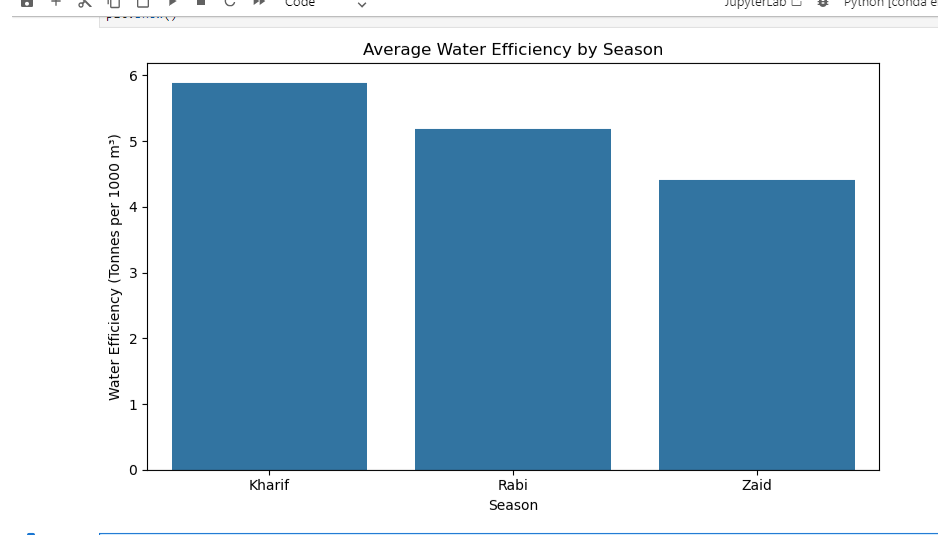 Code
JupyterLab
Python [conda e
Average Water Efficiency by Season
Water Efficiency (Tonnes per 1000 m³)
6
5
4
3
2
1
0
Kharif
Rabi
Zaid
Season